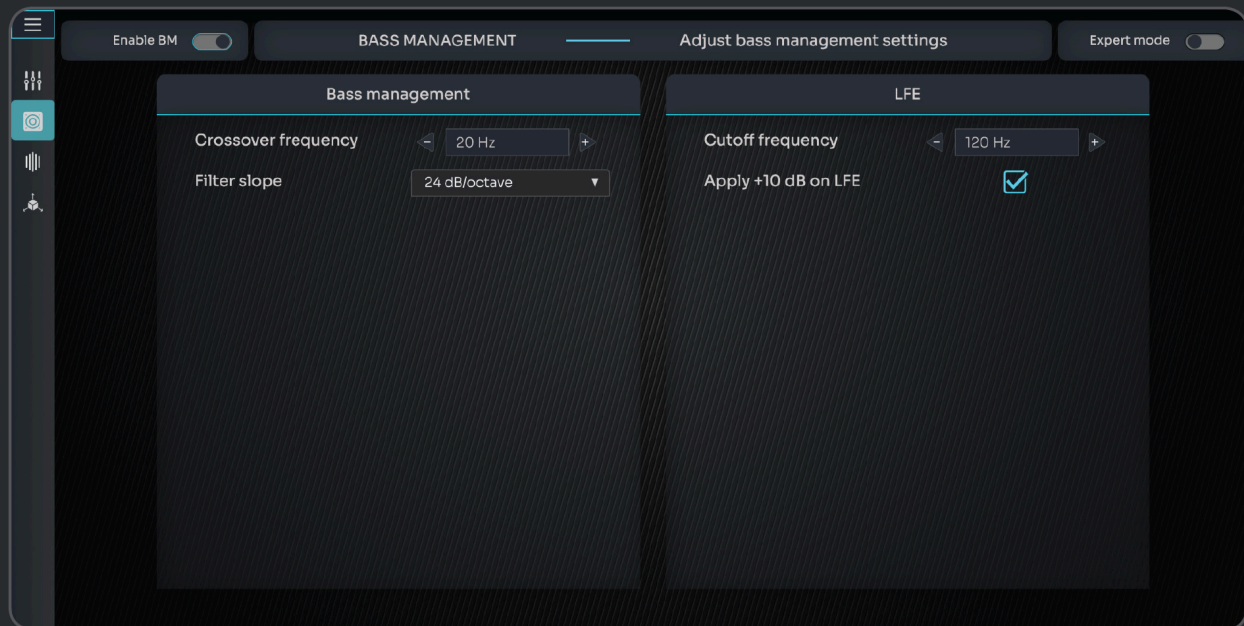 Enable BM
BASS MANAGEMENT
Adjust bass management settings
Expert mode
Bass management
Crossover frequency
- 20 Hz +
Filter slope
24 dB/octave ▼
LFE
Cutoff frequency
- 120 Hz +
Apply +10 dB on LFE